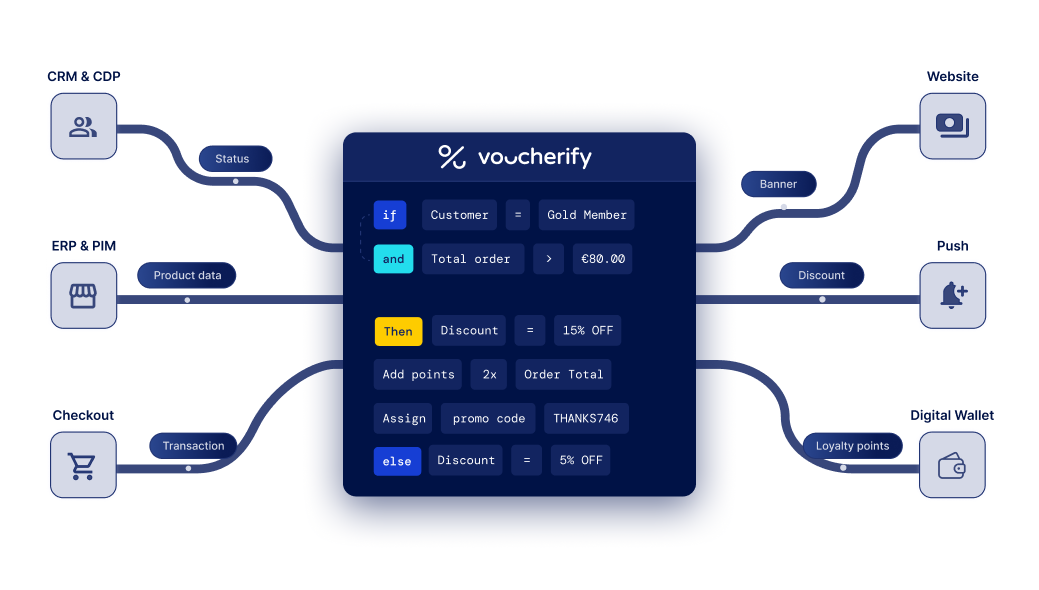 CRM & CDP
Status
ERP & PIM
Product data
Checkout
Transaction
voucherify
if Customer = Gold Member
and Total order > €80.00
Then Discount = 15% OFF
Add points 2x Order Total
Assign promo code THANKS746
else Discount = 5% OFF
Website
Banner
Push
Discount
Digital Wallet
Loyalty points